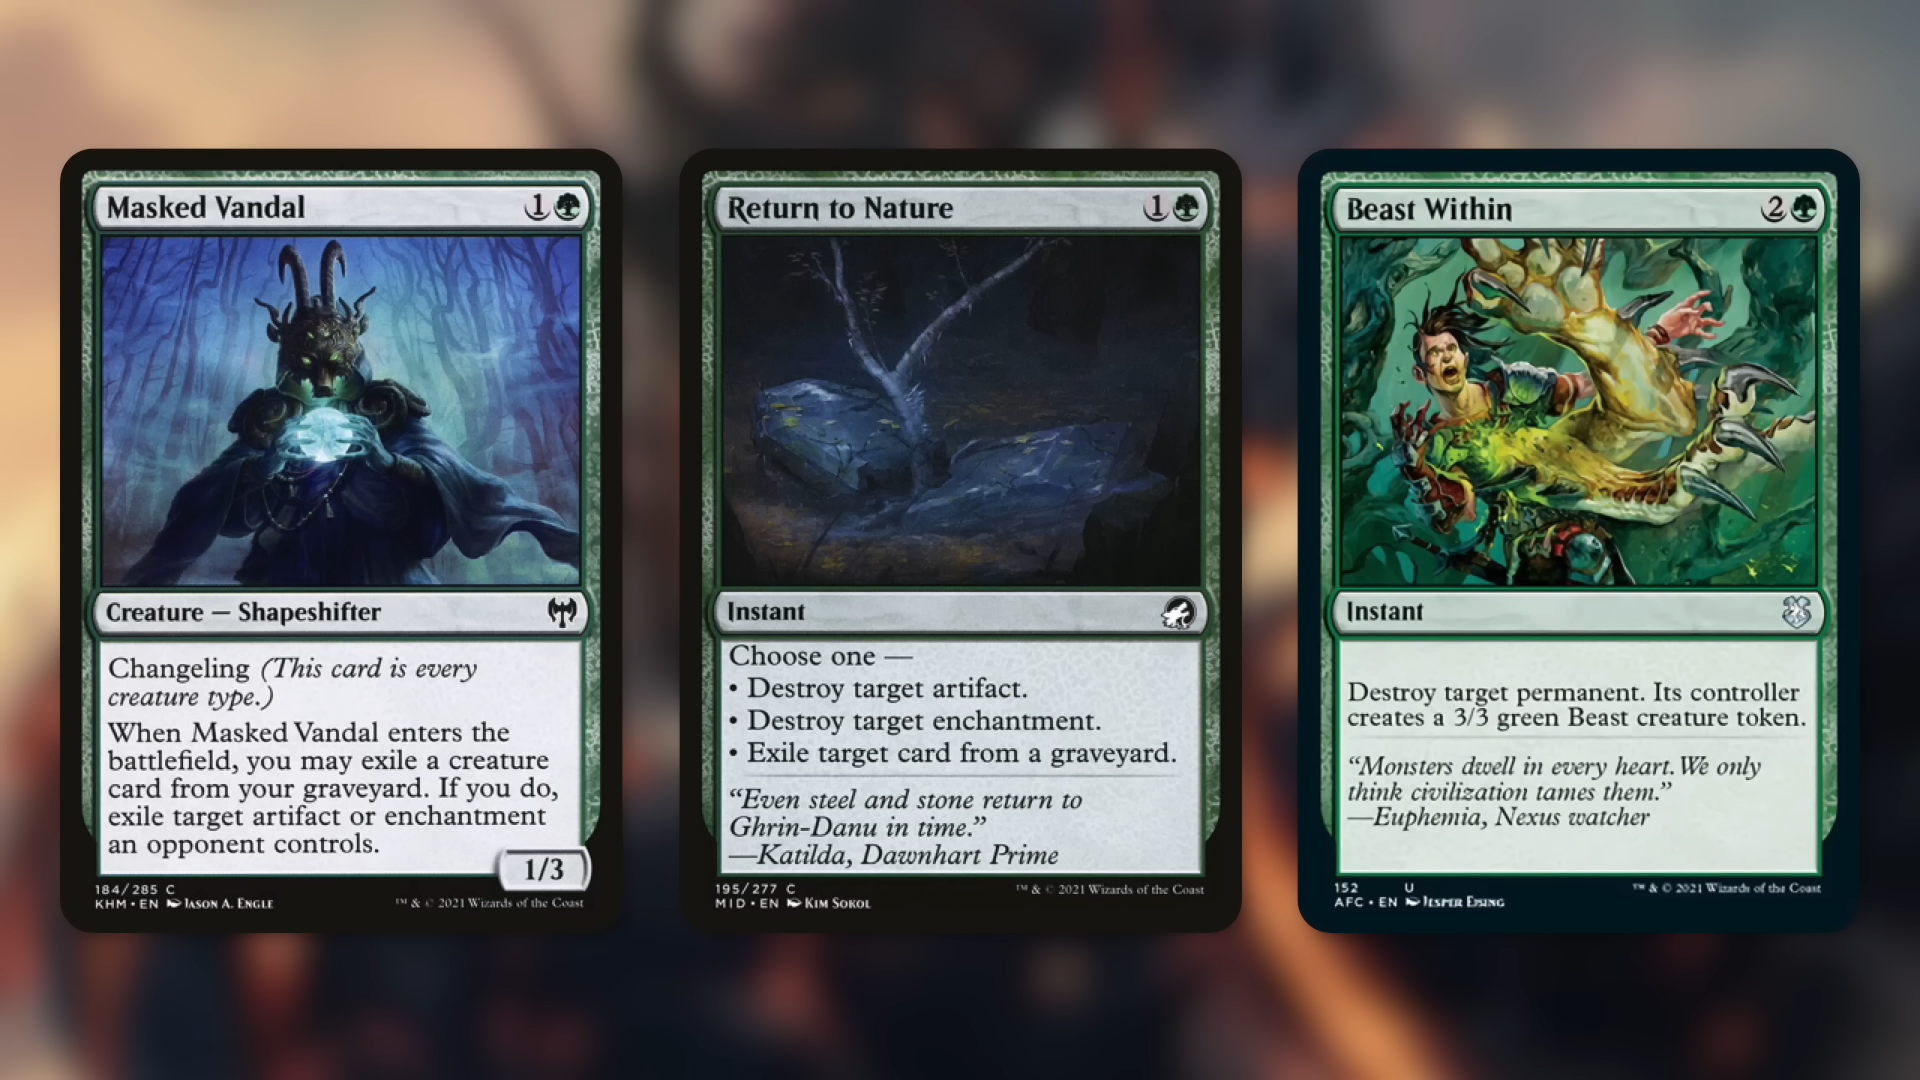 Masked Vandal
1
Creature — Shapeshifter
Changeling (This card is every
creature type.)
When Masked Vandal enters the
battlefield, you may exile a creature
card from your graveyard. If you do,
exile target artifact or enchantment
an opponent controls.
1/3
184/285 C
KHM • EN Jason A. Engle
™ & © 2021 Wizards of the Coast
Return to Nature
1
Instant
Choose one —
• Destroy target artifact.
• Destroy target enchantment.
• Exile target card from a graveyard.
“Even steel and stone return to
Ghrin-Danu in time.”
—Katilda, Dawnhart Prime
195/277 C
MID • EN Kim Sokol
™ & © 2021 Wizards of the Coast
Beast Within
2
Instant
Destroy target permanent. Its controller
creates a 3/3 green Beast creature token.
“Monsters dwell in every heart. We only
think civilization tames them.”
—Euphemia, Nexus watcher
152 U
AFC • EN Jesper Ejsing
™ & © 2021 Wizards of the Coast